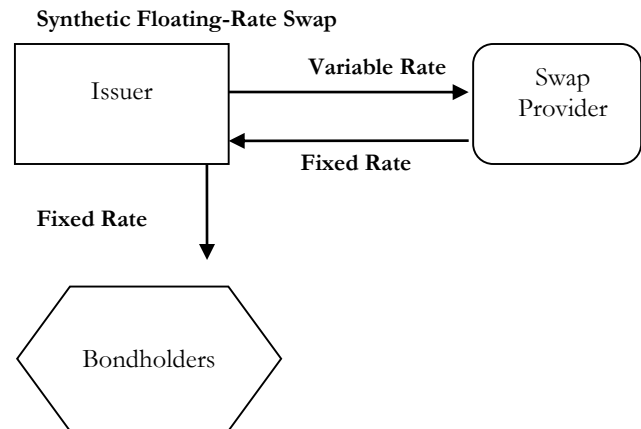 Synthetic Floating-Rate Swap
Issuer
Variable Rate
Swap
Provider
Fixed Rate
Fixed Rate
Bondholders